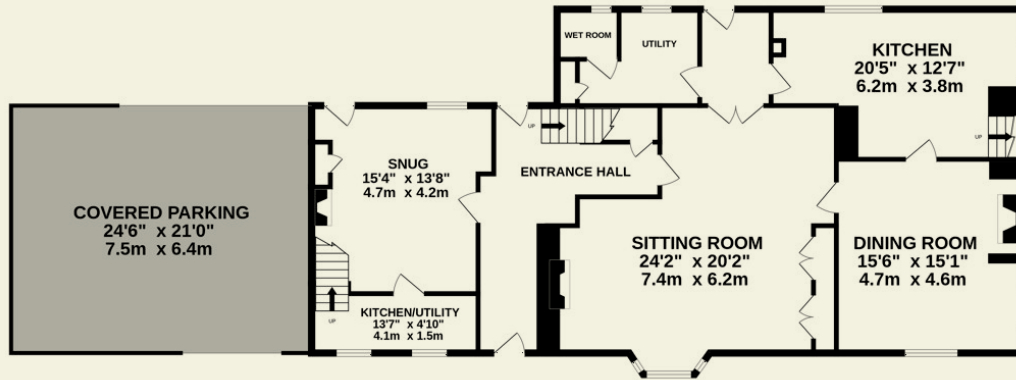 WET ROOM
UTILITY
KITCHEN
20'5" x 12'7"
6.2m x 3.8m
UP
UP
SNUG
15'4" x 13'8"
4.7m x 4.2m
ENTRANCE HALL
COVERED PARKING
24'6" x 21'0"
7.5m x 6.4m
SITTING ROOM
24'2" x 20'2"
7.4m x 6.2m
DINING ROOM
15'6" x 15'1"
4.7m x 4.6m
KITCHEN/UTILITY
13'7" x 4'10"
4.1m x 1.5m
UP